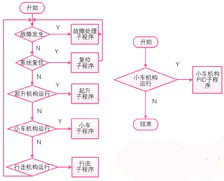 开始
故障发生
Y
故障处理
子程序
N
系统复位
Y
复位
子程序
N
起升机构运行
Y
起升
子程序
N
小车机构运行
Y
小车
子程序
N
行走机构运行
Y
行走
子程序
开始
小车机构
运行
Y
小车机构
PID子程
序
N
结束